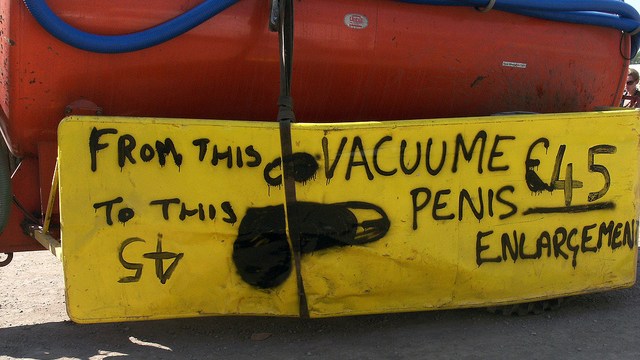 FROM THIS VACUUME €45
TO THIS PENIS
45 ENLARGEMEN